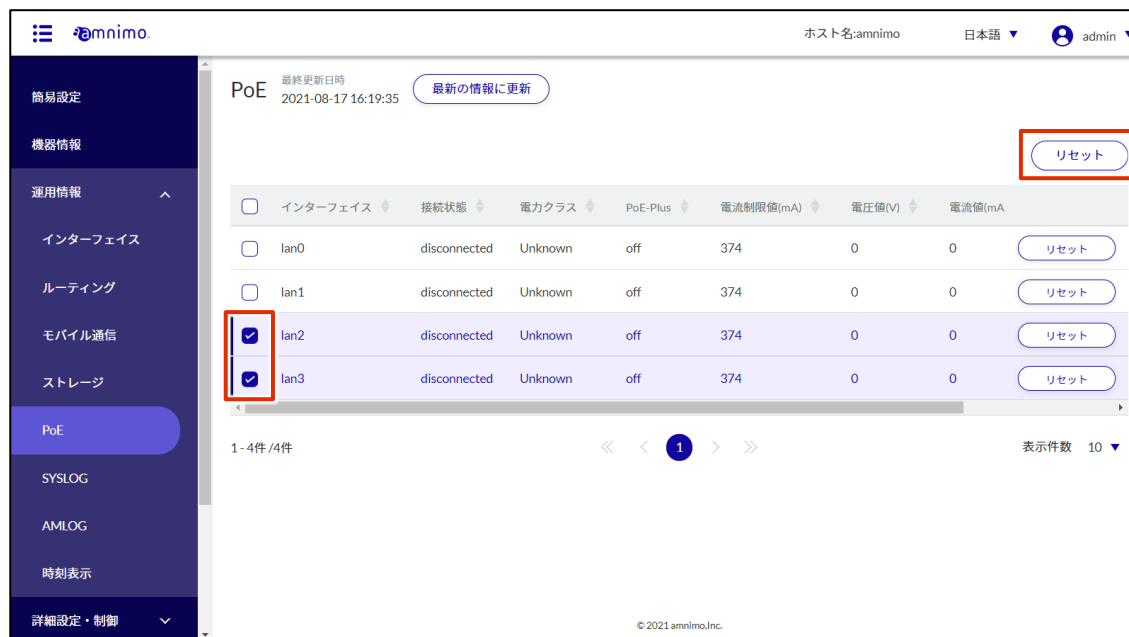 amnimo.
ホスト名:amnimo 日本語 admin
簡易設定
機器情報
運用情報
インターフェイス
ルーティング
モバイル通信
ストレージ
PoE
SYSLOG
AMLOG
時刻表示
詳細設定・制御
PoE 最終更新日時
2021-08-17 16:19:35
最新の情報に更新
リセット
インターフェイス 接続状態 電力クラス PoE-Plus 電流制限値(mA) 電圧値(V) 電流値(mA
lan0 disconnected Unknown off 374 0 0 リセット
lan1 disconnected Unknown off 374 0 0 リセット
lan2 disconnected Unknown off 374 0 0 リセット
lan3 disconnected Unknown off 374 0 0 リセット
1 - 4件 /4件 1 表示件数 10
© 2021 amnimo,Inc.